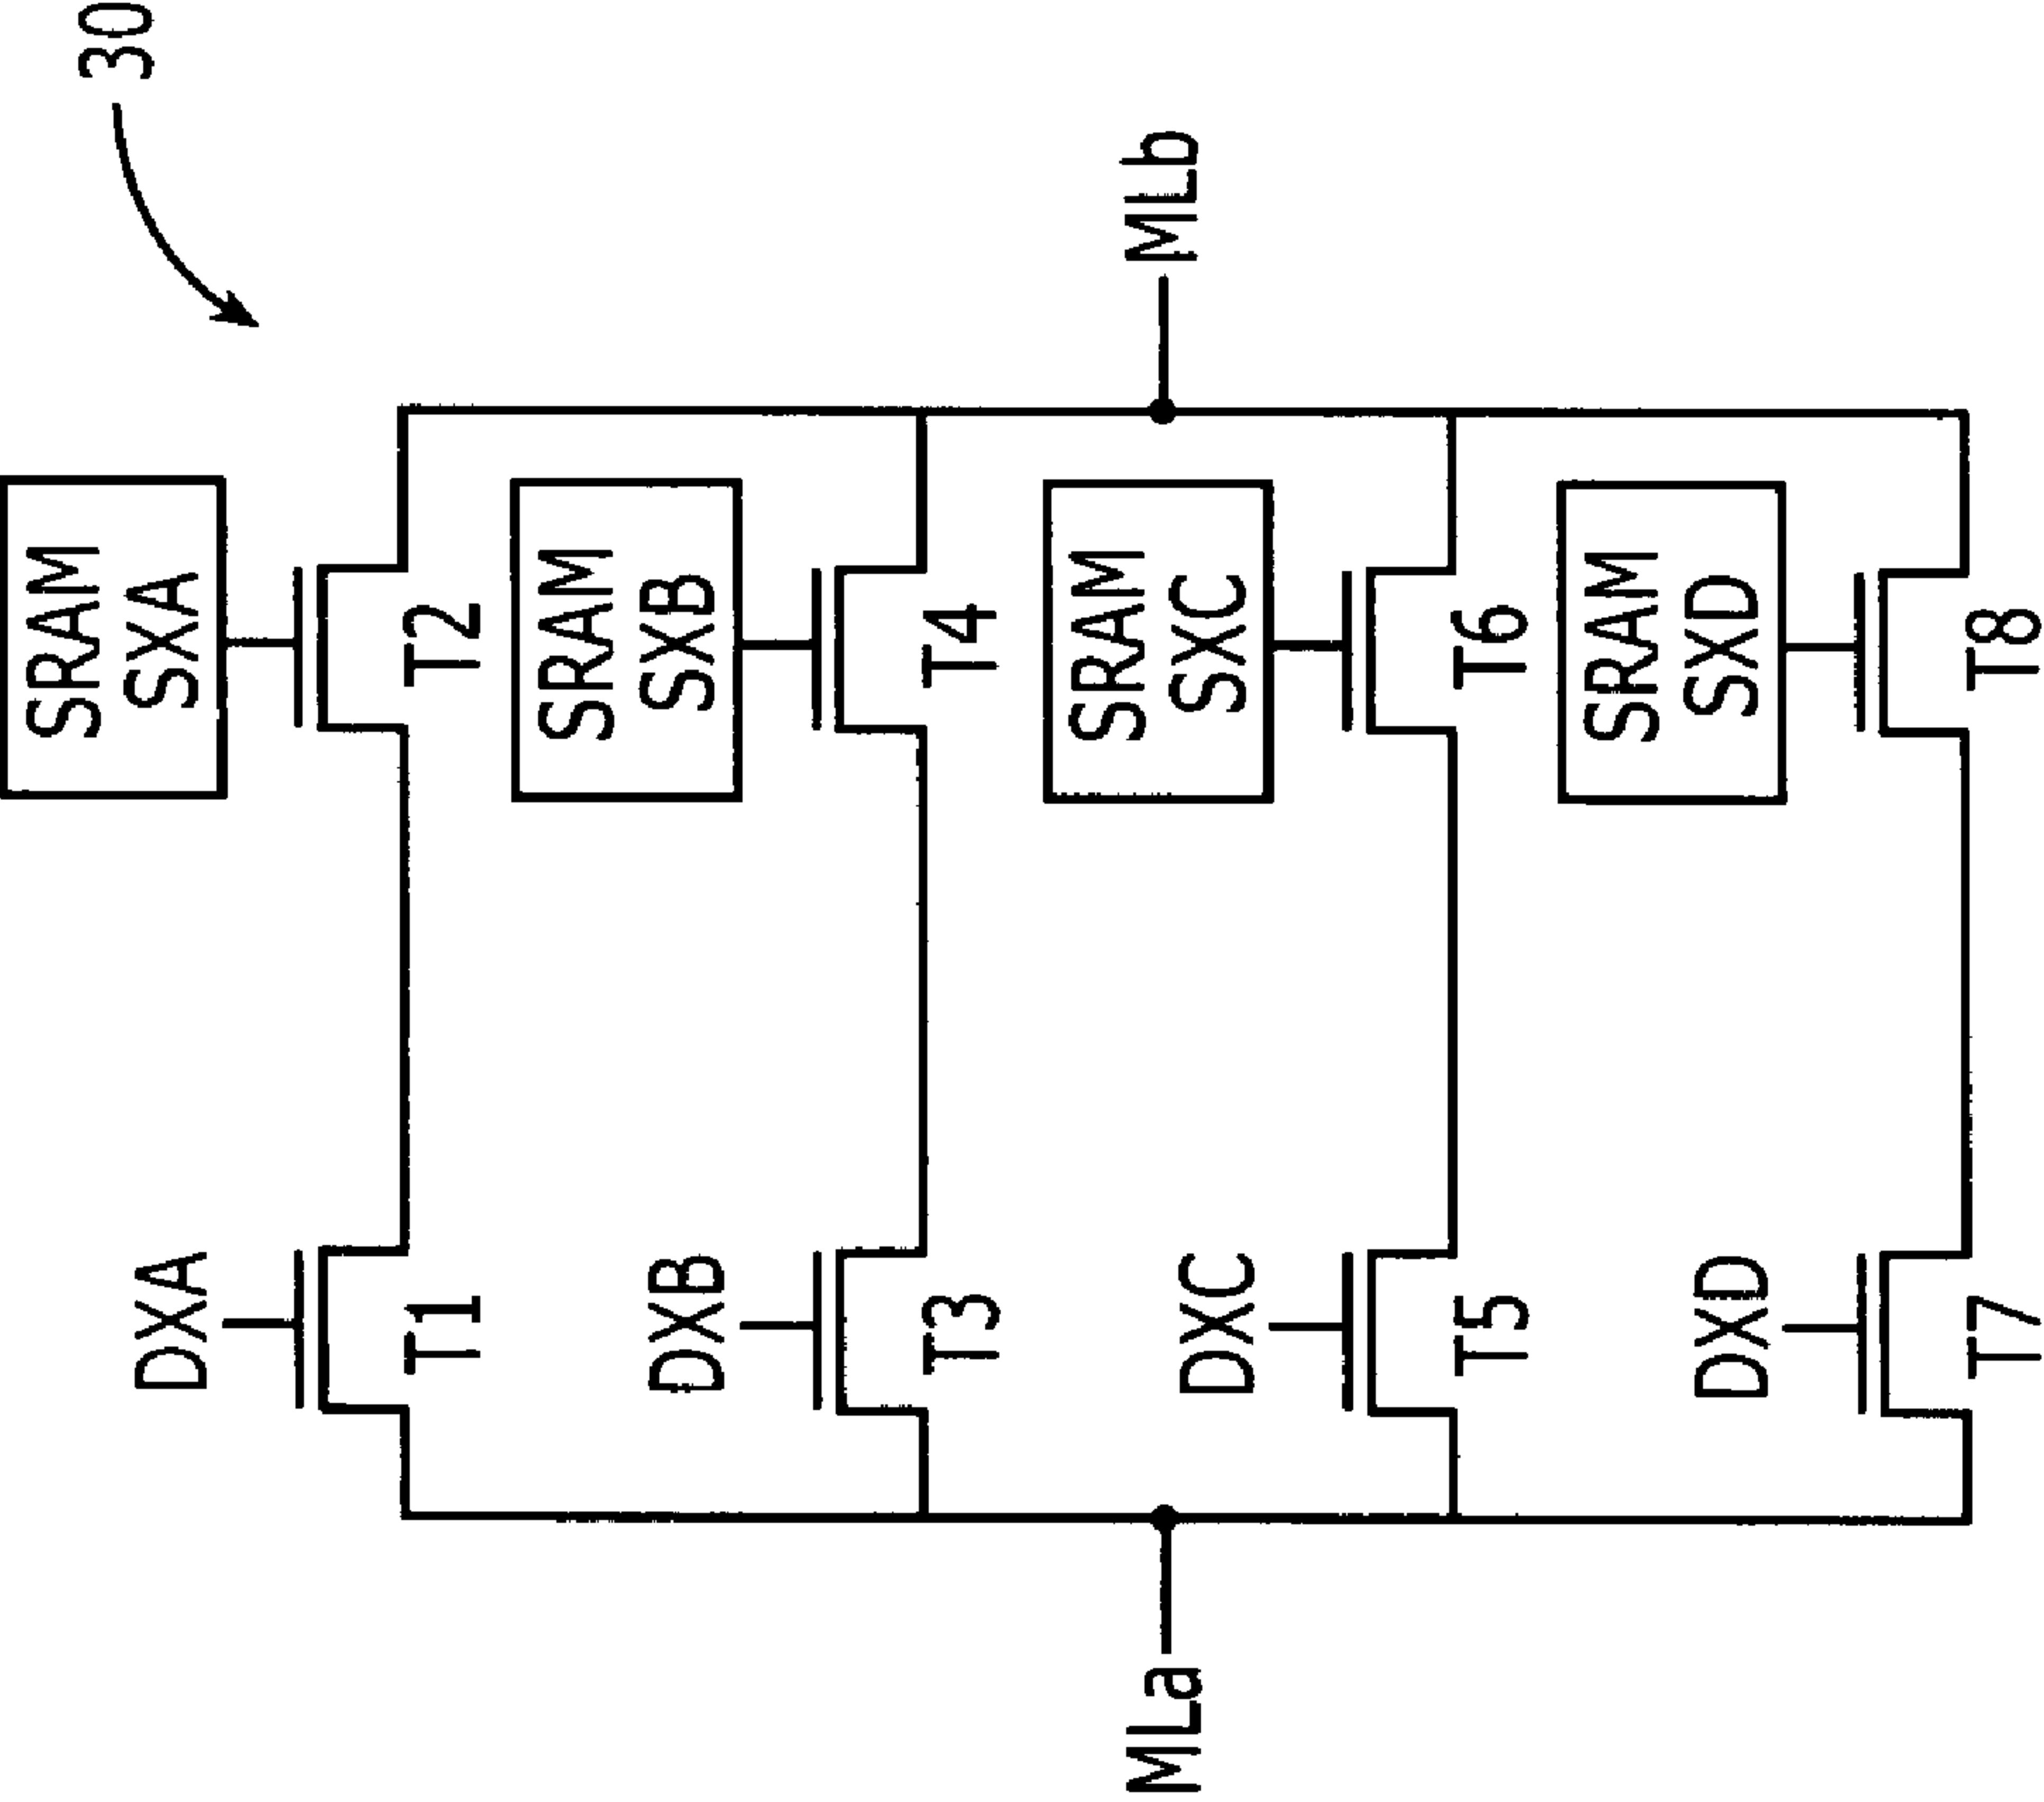 30
SRAM
SXA
DXA
T1
T2
SRAM
SXB
DXB
T3
T4
MLa
MLb
SRAM
SXC
DXC
T5
T6
SRAM
SXD
DXD
T7
T8